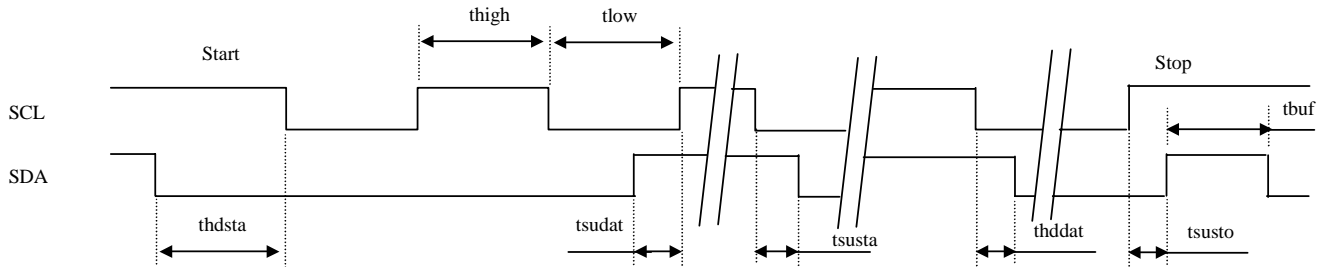 thigh tlow
Start Stop
SCL tbuf
SDA
thdsta tsudat tsusta thddat tsusto